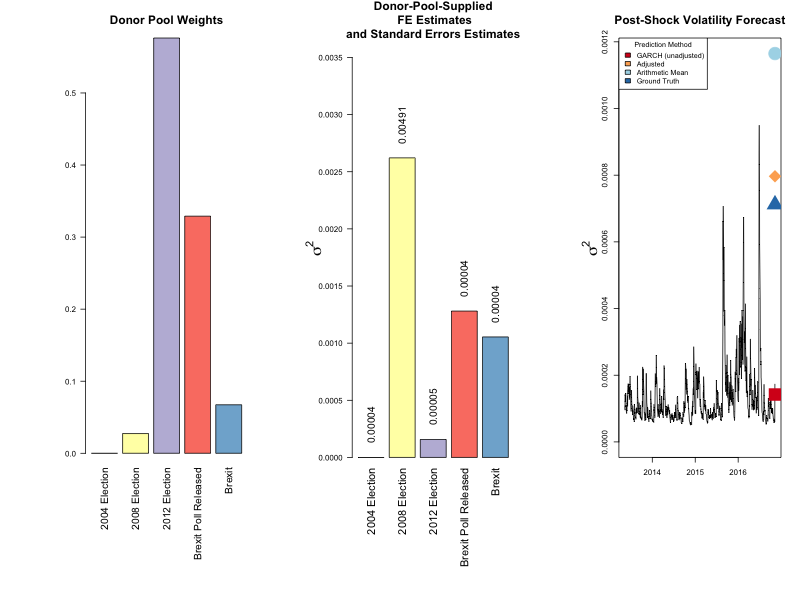 Donor Pool Weights
0.5
0.4
0.3
0.2
0.1
0.0
2004 Election
2008 Election
2012 Election
Brexit Poll Released
Brexit
Donor-Pool-Supplied
FE Estimates
and Standard Errors Estimates
σ2
0.0035
0.0030
0.0025
0.0020
0.0015
0.0010
0.0005
0.0000
0.00004
0.00491
0.00005
0.00004
0.00004
2004 Election
2008 Election
2012 Election
Brexit Poll Released
Brexit
Post-Shock Volatility Forecast
Prediction Method
GARCH (unadjusted)
Adjusted
Arithmetic Mean
Ground Truth
σ2
0.0012
0.0010
0.0008
0.0006
0.0004
0.0002
0.0000
2014
2015
2016